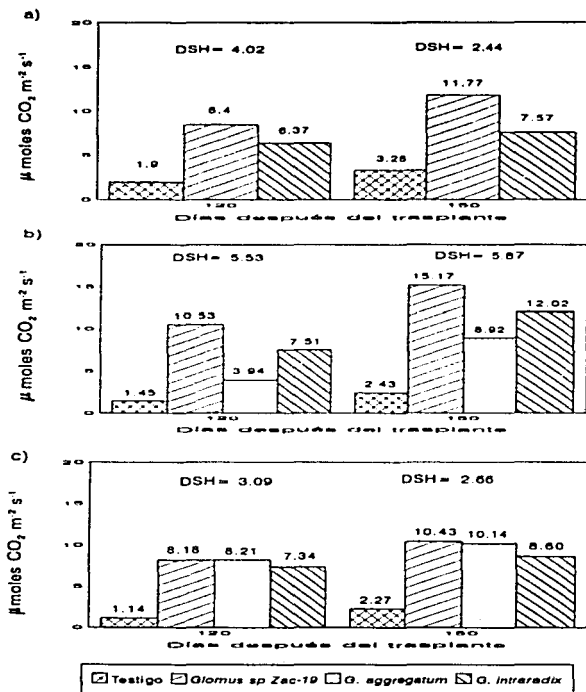 a)
μ moles CO₂ m⁻² s⁻¹
20
15
10
5
0
DSH= 4.02
DSH= 2.44
1.9
8.4
6.37
3.26
11.77
7.57
120
150
Días después del trasplante
b)
μ moles CO₂ m⁻² s⁻¹
20
15
10
5
0
DSH= 5.53
DSH= 5.67
1.45
10.53
3.94
7.51
2.43
15.17
8.92
12.02
120
150
Días después del trasplante
c)
μ moles CO₂ m⁻² s⁻¹
20
15
10
5
0
DSH= 3.09
DSH= 2.66
1.14
8.18
8.21
7.34
2.27
10.43
10.14
8.60
120
150
Días después del trasplante
Testigo Glomus sp Zac-19 G. aggregatum G. intraradix